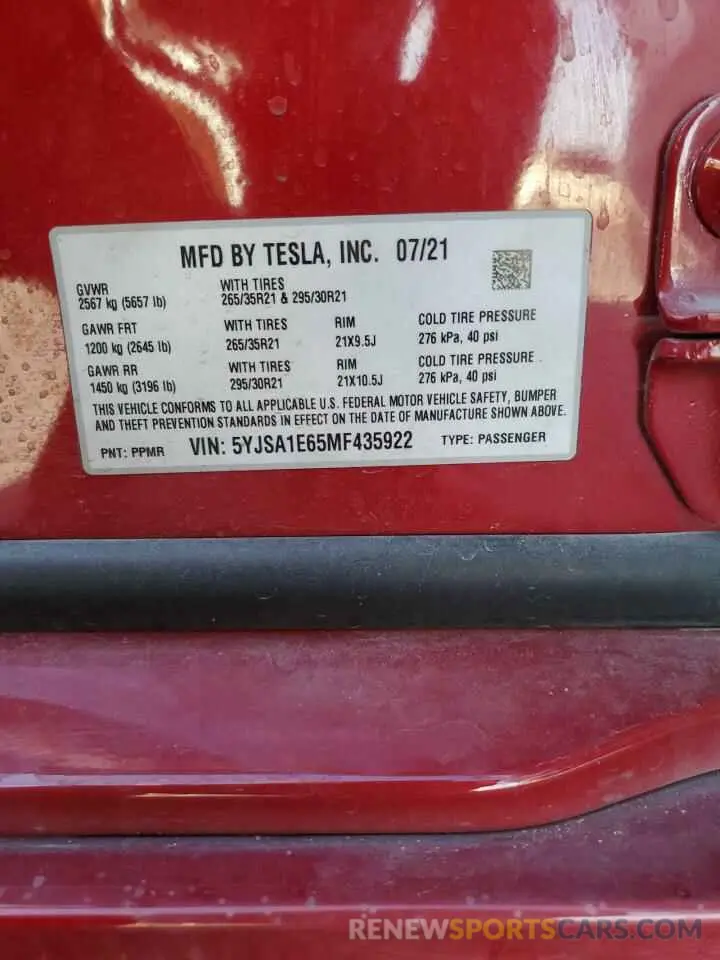 MFD BY TESLA, INC. 07/21
GVWR WITH TIRES
2567 kg (5657 lb) 265/35R21 & 295/30R21
GAWR FRT WITH TIRES RIM COLD TIRE PRESSURE
1200 kg (2645 lb) 265/35R21 21X9.5J 276 kPa, 40 psi
GAWR RR WITH TIRES RIM COLD TIRE PRESSURE
1450 kg (3196 lb) 295/30R21 21X10.5J 276 kPa, 40 psi
THIS VEHICLE CONFORMS TO ALL APPLICABLE U.S. FEDERAL MOTOR VEHICLE SAFETY, BUMPER
AND THEFT PREVENTION STANDARDS IN EFFECT ON THE DATE OF MANUFACTURE SHOWN ABOVE.
PNT: PPMR VIN: 5YJSA1E65MF435922 TYPE: PASSENGER
RENEWSPORTSCARS.COM